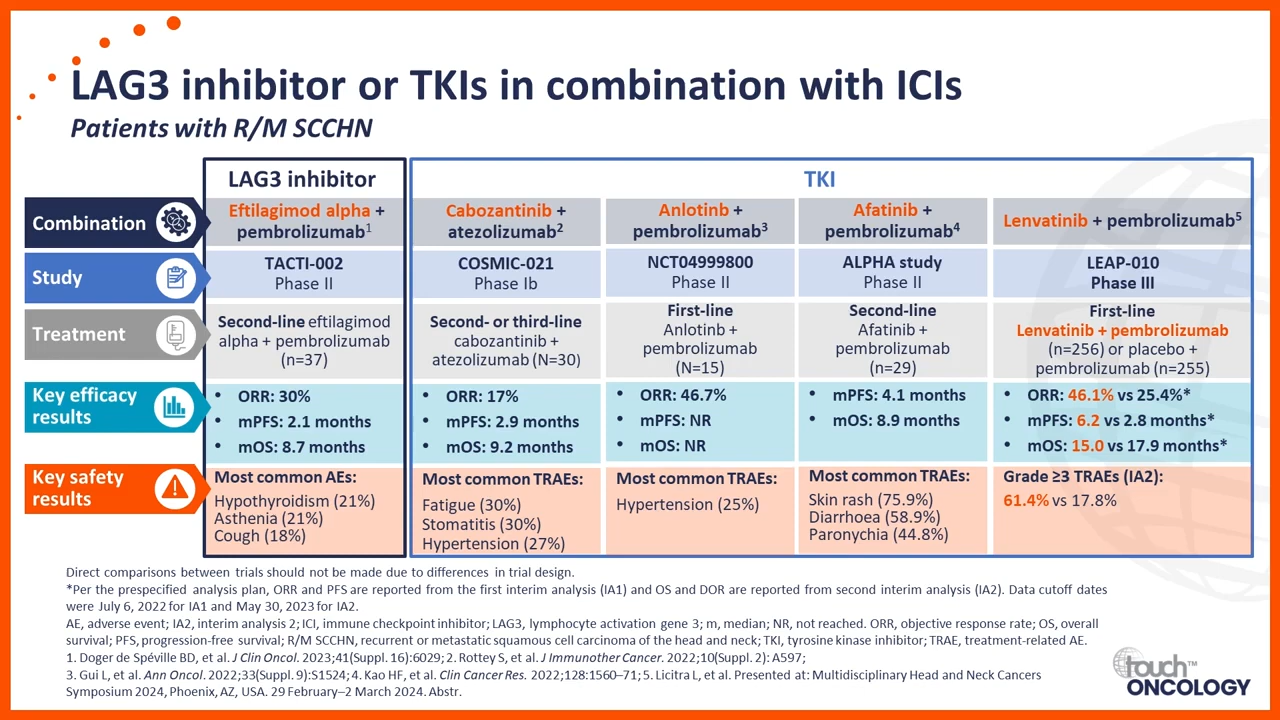 LAG3 inhibitor or TKIs in combination with ICIs
Patients with R/M SCCHN
LAG3 inhibitor
TKI
Combination
Eftilagimod alpha +
pembrolizumab1
Cabozantinib +
atezolizumab2
Anlotinb +
pembrolizumab3
Afatinib +
pembrolizumab4
Lenvatinib + pembrolizumab5
Study
TACTI-002
Phase II
COSMIC-021
Phase Ib
NCT04999800
Phase II
ALPHA study
Phase II
LEAP-010
Phase III
Treatment
Second-line eftilagimod
alpha + pembrolizumab
(n=37)
Second- or third-line
cabozantinib +
atezolizumab (N=30)
First-line
Anlotinb +
pembrolizumab
(N=15)
Second-line
Afatinib +
pembrolizumab
(n=29)
First-line
Lenvatinib + pembrolizumab
(n=256) or placebo +
pembrolizumab (n=255)
Key efficacy
results
• ORR: 30%
• mPFS: 2.1 months
• mOS: 8.7 months
• ORR: 17%
• mPFS: 2.9 months
• mOS: 9.2 months
• ORR: 46.7%
• mPFS: NR
• mOS: NR
• mPFS: 4.1 months
• mOS: 8.9 months
• ORR: 46.1% vs 25.4%*
• mPFS: 6.2 vs 2.8 months*
• mOS: 15.0 vs 17.9 months*
Key safety
results
Most common AEs:
Hypothyroidism (21%)
Asthenia (21%)
Cough (18%)
Most common TRAEs:
Fatigue (30%)
Stomatitis (30%)
Hypertension (27%)
Most common TRAEs:
Hypertension (25%)
Most common TRAEs:
Skin rash (75.9%)
Diarrhoea (58.9%)
Paronychia (44.8%)
Grade ≥3 TRAEs (IA2):
61.4% vs 17.8%
Direct comparisons between trials should not be made due to differences in trial design.
*Per the prespecified analysis plan, ORR and PFS are reported from the first interim analysis (IA1) and OS and DOR are reported from second interim analysis (IA2). Data cutoff dates
were July 6, 2022 for IA1 and May 30, 2023 for IA2.
AE, adverse event; IA2, interim analysis 2; ICI, immune checkpoint inhibitor; LAG3, lymphocyte activation gene 3; m, median; NR, not reached. ORR, objective response rate; OS, overall
survival; PFS, progression-free survival; R/M SCCHN, recurrent or metastatic squamous cell carcinoma of the head and neck; TKI, tyrosine kinase inhibitor; TRAE, treatment-related AE.
1. Doger de Spéville BD, et al. J Clin Oncol. 2023;41(Suppl. 16):6029; 2. Rottey S, et al. J Immunother Cancer. 2022;10(Suppl. 2): A597;
3. Gui L, et al. Ann Oncol. 2022;33(Suppl. 9):S1524; 4. Kao HF, et al. Clin Cancer Res. 2022;128:1560–71; 5. Licitra L, et al. Presented at: Multidisciplinary Head and Neck Cancers
Symposium 2024, Phoenix, AZ, USA. 29 February–2 March 2024. Abstr.
touch™
ONCOLOGY